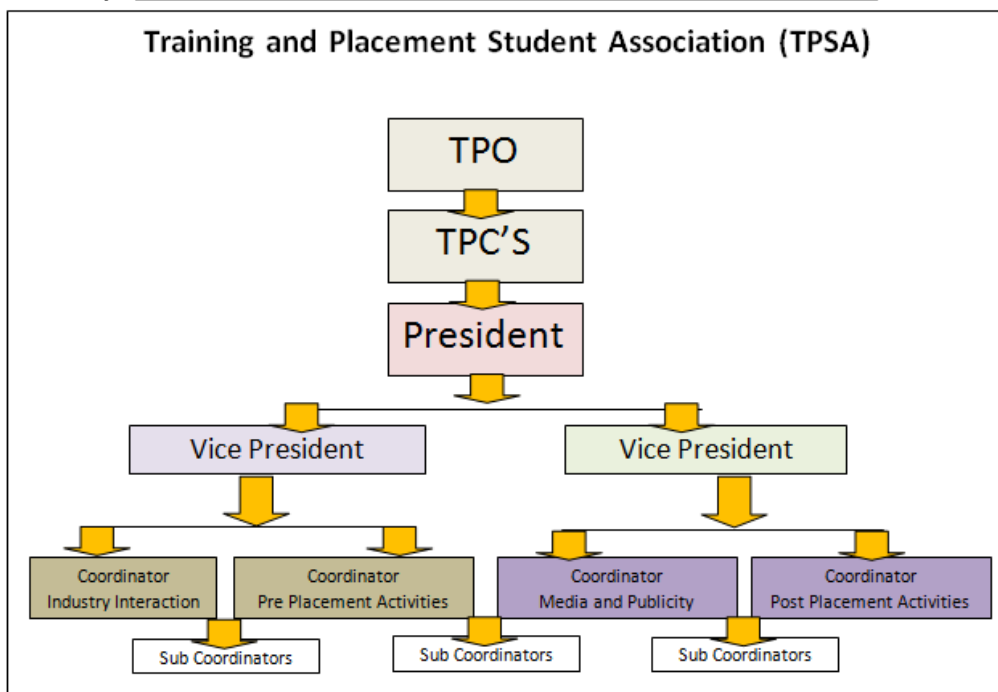 Training and Placement Student Association (TPSA)
TPO
TPC’S
President
Vice President
Vice President
Coordinator
Industry Interaction
Coordinator
Pre Placement Activities
Coordinator
Media and Publicity
Coordinator
Post Placement Activities
Sub Coordinators
Sub Coordinators
Sub Coordinators